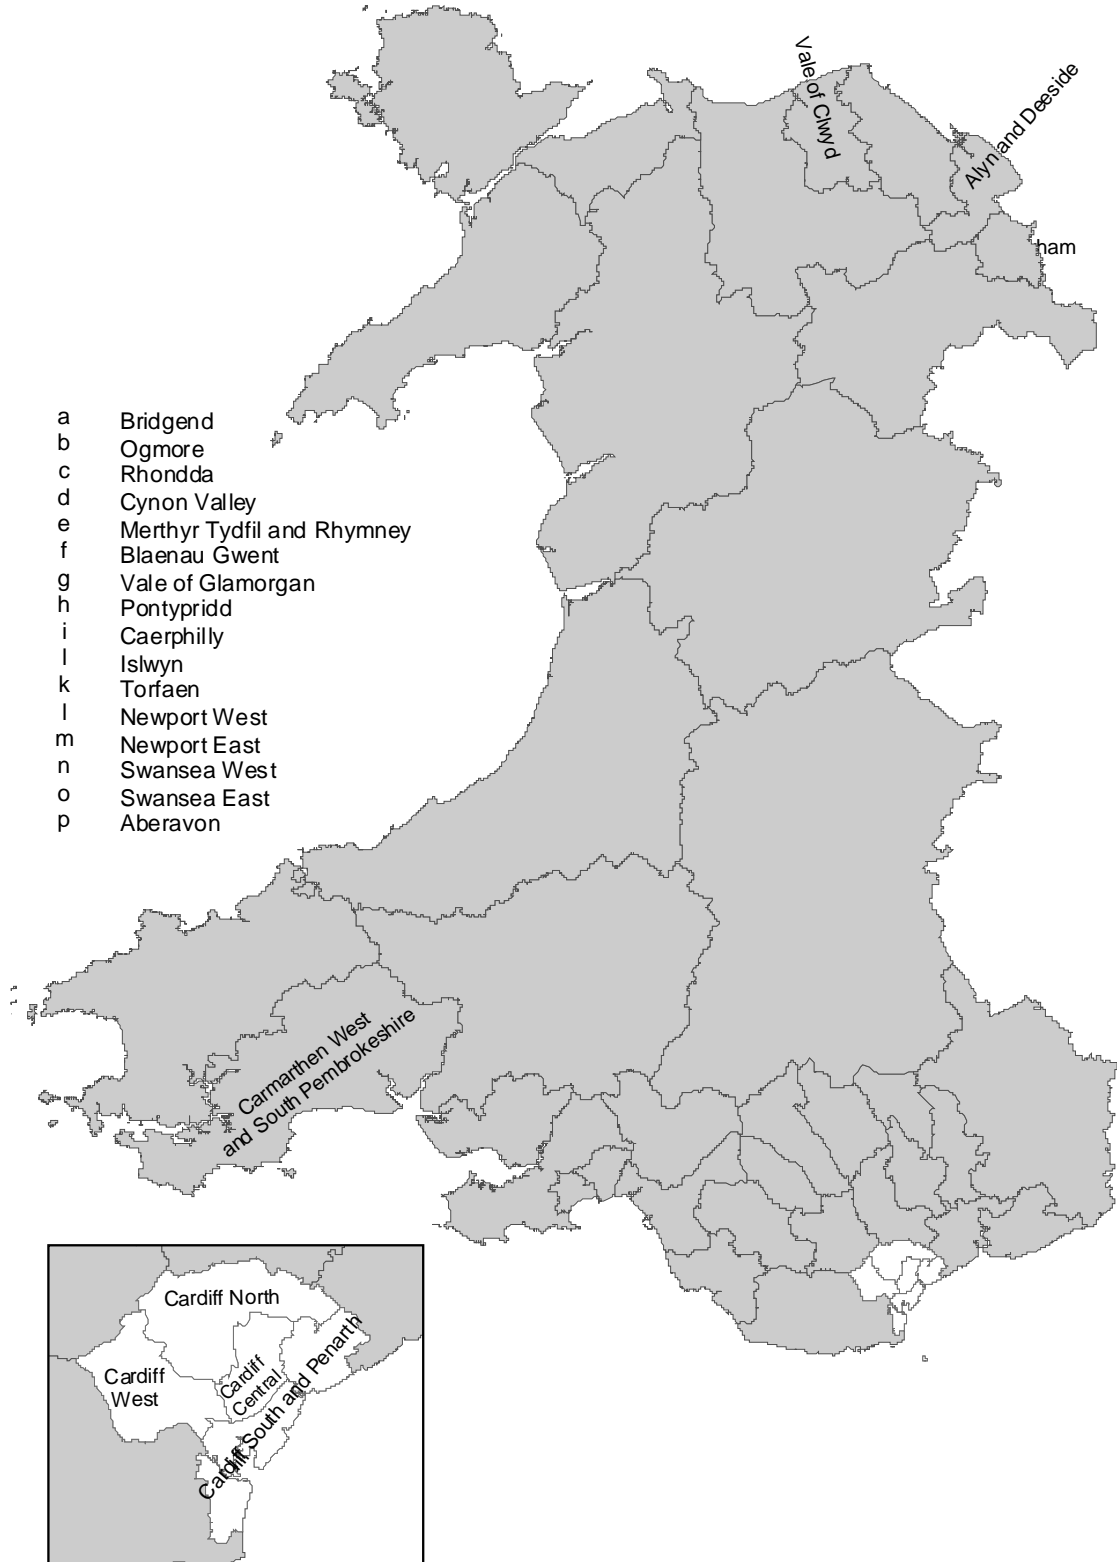 Vale of Clwyd
Alyn and Deeside
ham
a Bridgend
b Ogmore
c Rhondda
d Cynon Valley
e Merthyr Tydfil and Rhymney
f Blaenau Gwent
g Vale of Glamorgan
h Pontypridd
i Caerphilly
l Islwyn
k Torfaen
l Newport West
m Newport East
n Swansea West
o Swansea East
p Aberavon
Carmarthen West
and South Pembrokeshire
Cardiff North
Cardiff
West
Cardiff
Central
Cardiff South and Penarth